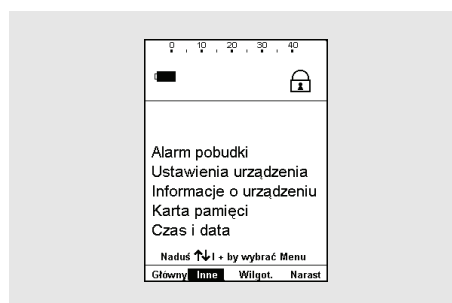 0 10 20 30 40
Alarm pobudki
Ustawienia urządzenia
Informacje o urządzeniu
Karta pamięci
Czas i data
Naduś ↑↓ I + by wybrać Menu
Główny Inne Wilgot. Narast